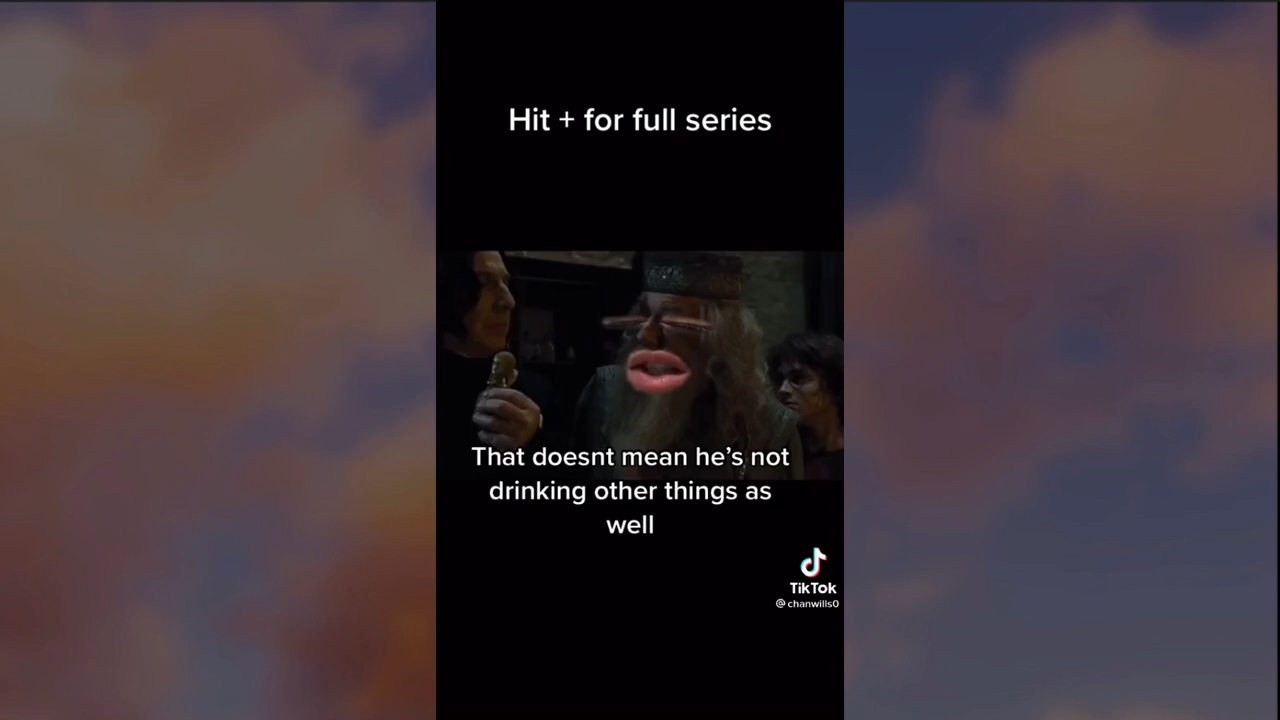 Hit + for full series
That doesnt mean he's not
drinking other things as
well
TikTok
@chanwills0